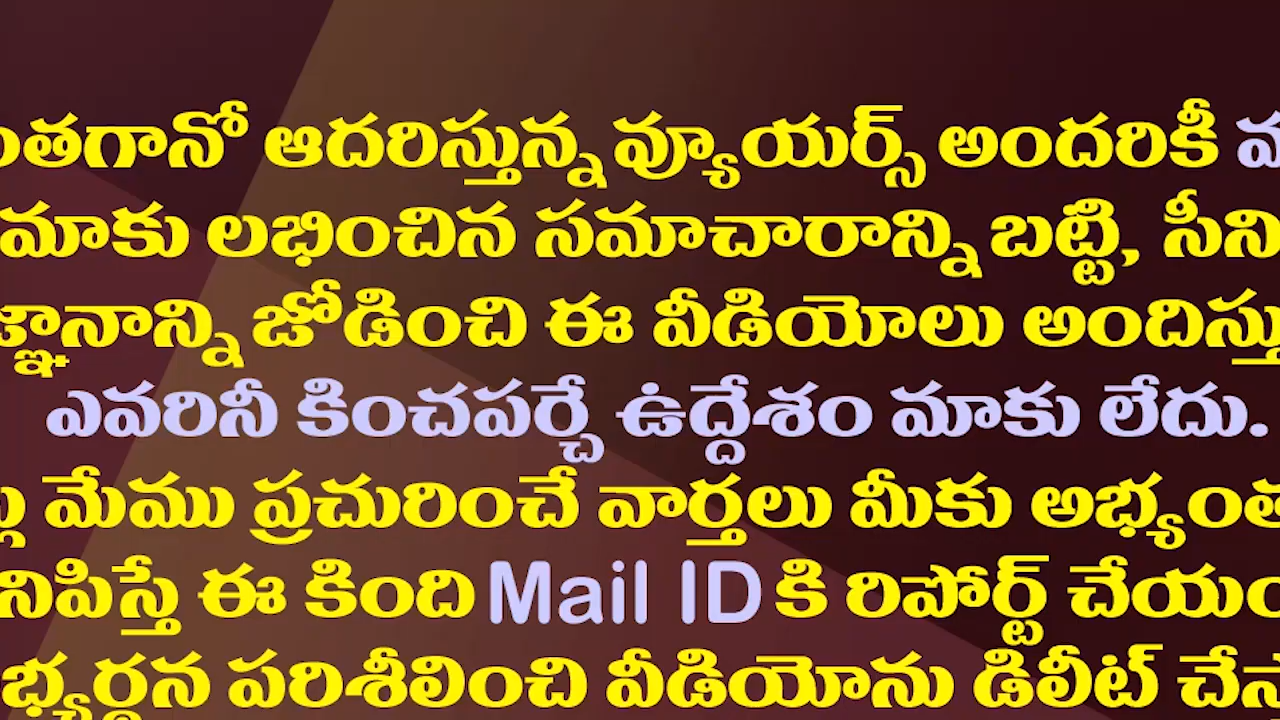 ఆదరిస్తున్న వ్యూయర్స్ అందరికీ
మాకు లభించిన సమాచారాన్ని బట్టి,
జోడించి ఈ వీడియోలు
ఎవరినీ కించపర్చే ఉద్దేశం మాకు లేదు.
మేము ప్రచురించే వార్తలు మీకు
ఈ కింది Mail ID కి రిపోర్ట్
పరిశీలించి వీడియోను డిలీట్